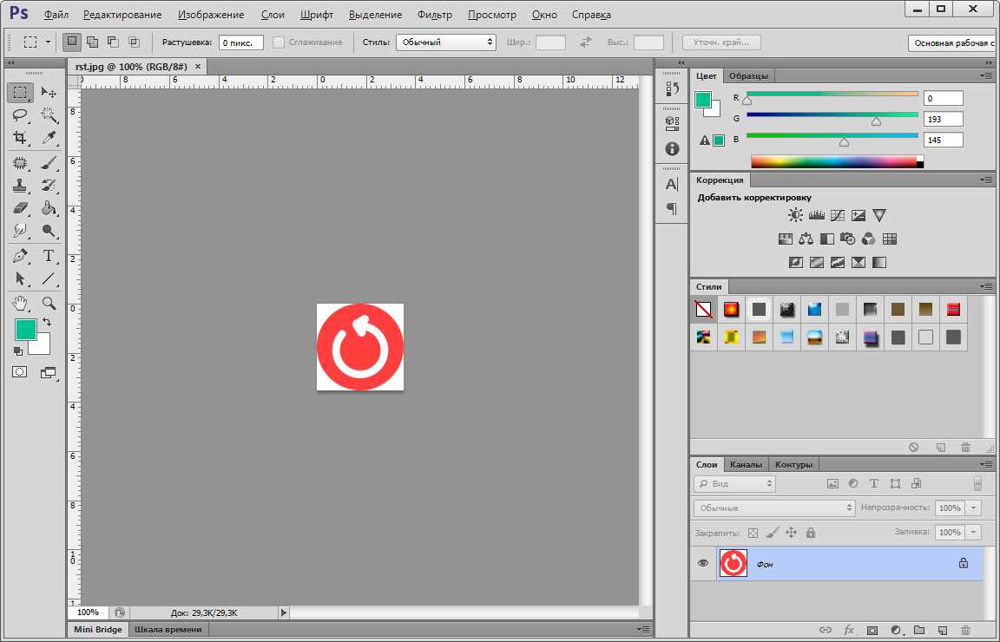 Ps Файл Редактирование Изображение Слои Шрифт Выделение Фильтр Просмотр Окно Справка
Растушевка: 0 пикс. Сглаживание Стиль: Обычный Шир.: Выс.: Уточн. край... Основная рабочая с
rst.jpg @ 100% (RGB/8#) ×
8 6 4 2 0 2 4 6 8 10 12
8
6
4
2
0
2
4
6
8
1
0
1
Цвет Образцы
R 0
G 193
B 145
Коррекция
Добавить корректировку
Стили
Слои Каналы Контуры
Вид
Обычные Непрозрачность: 100%
Закрепить: Заливка: 100%
Фон
fx
100% Док: 29,3K/29,3K
Mini Bridge Шкала времени